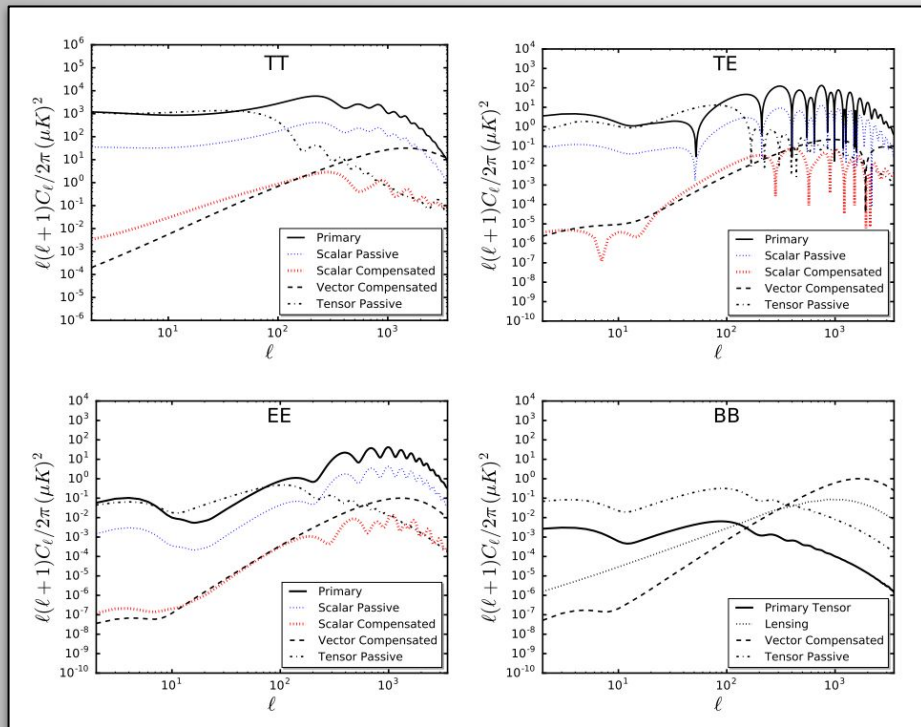 TT
10^6
10^5
10^4
10^3
10^2
10^1
10^0
10^-1
10^-2
10^-3
10^-4
10^-5
10^-6
ℓ(ℓ+1)C_ℓ/2π (μK)^2
Primary
Scalar Passive
Scalar Compensated
Vector Compensated
Tensor Passive
10^1 10^2 10^3
ℓ
TE
10^4
10^3
10^2
10^1
10^0
10^-1
10^-2
10^-3
10^-4
10^-5
10^-6
10^-7
10^-8
10^-9
10^-10
ℓ(ℓ+1)C_ℓ/2π (μK)^2
Primary
Scalar Passive
Scalar Compensated
Vector Compensated
Tensor Passive
10^1 10^2 10^3
ℓ
EE
10^4
10^3
10^2
10^1
10^0
10^-1
10^-2
10^-3
10^-4
10^-5
10^-6
10^-7
10^-8
10^-9
10^-10
ℓ(ℓ+1)C_ℓ/2π (μK)^2
Primary
Scalar Passive
Scalar Compensated
Vector Compensated
Tensor Passive
10^1 10^2 10^3
ℓ
BB
10^4
10^3
10^2
10^1
10^0
10^-1
10^-2
10^-3
10^-4
10^-5
10^-6
10^-7
10^-8
10^-9
10^-10
ℓ(ℓ+1)C_ℓ/2π (μK)^2
Primary Tensor
Lensing
Vector Compensated
Tensor Passive
10^1 10^2 10^3
ℓ